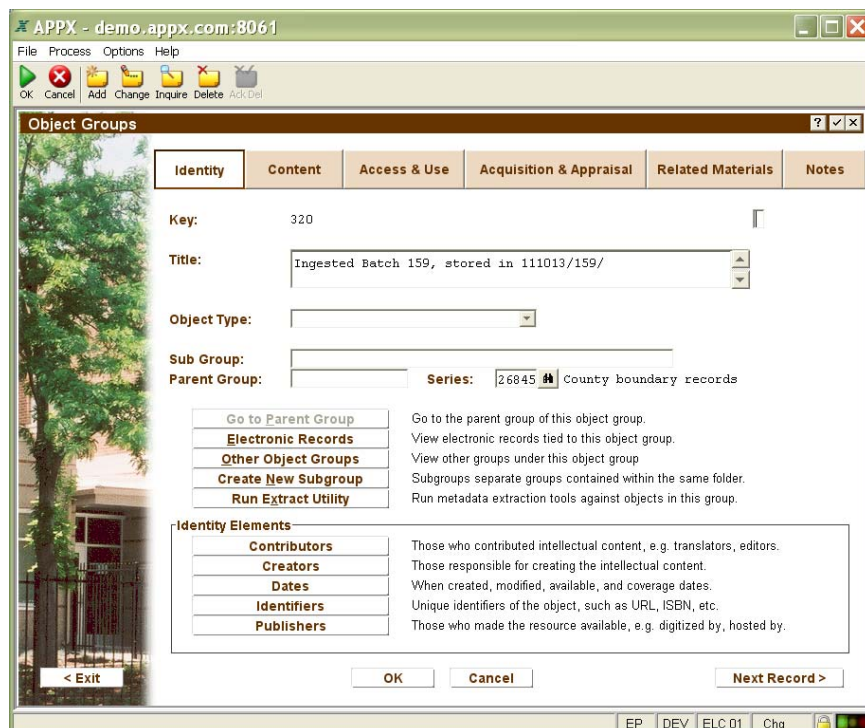 APPX - demo.appx.com:8061
File Process Options Help
OK Cancel Add Change Inquire Delete Ack Del
Object Groups
Identity Content Access & Use Acquisition & Appraisal Related Materials Notes
Key: 320
Title: Ingested Batch 159, stored in 111013/159/
Object Type:
Sub Group:
Parent Group: Series: 26845 County boundary records
Go to Parent Group Go to the parent group of this object group.
Electronic Records View electronic records tied to this object group.
Other Object Groups View other groups under this object group
Create New Subgroup Subgroups separate groups contained within the same folder.
Run Extract Utility Run metadata extraction tools against objects in this group.
Identity Elements
Contributors Those who contributed intellectual content, e.g. translators, editors.
Creators Those responsible for creating the intellectual content.
Dates When created, modified, available, and coverage dates.
Identifiers Unique identifiers of the object, such as URL, ISBN, etc.
Publishers Those who made the resource available, e.g. digitized by, hosted by.
< Exit OK Cancel Next Record >
EP DEV ELC 01 Chg